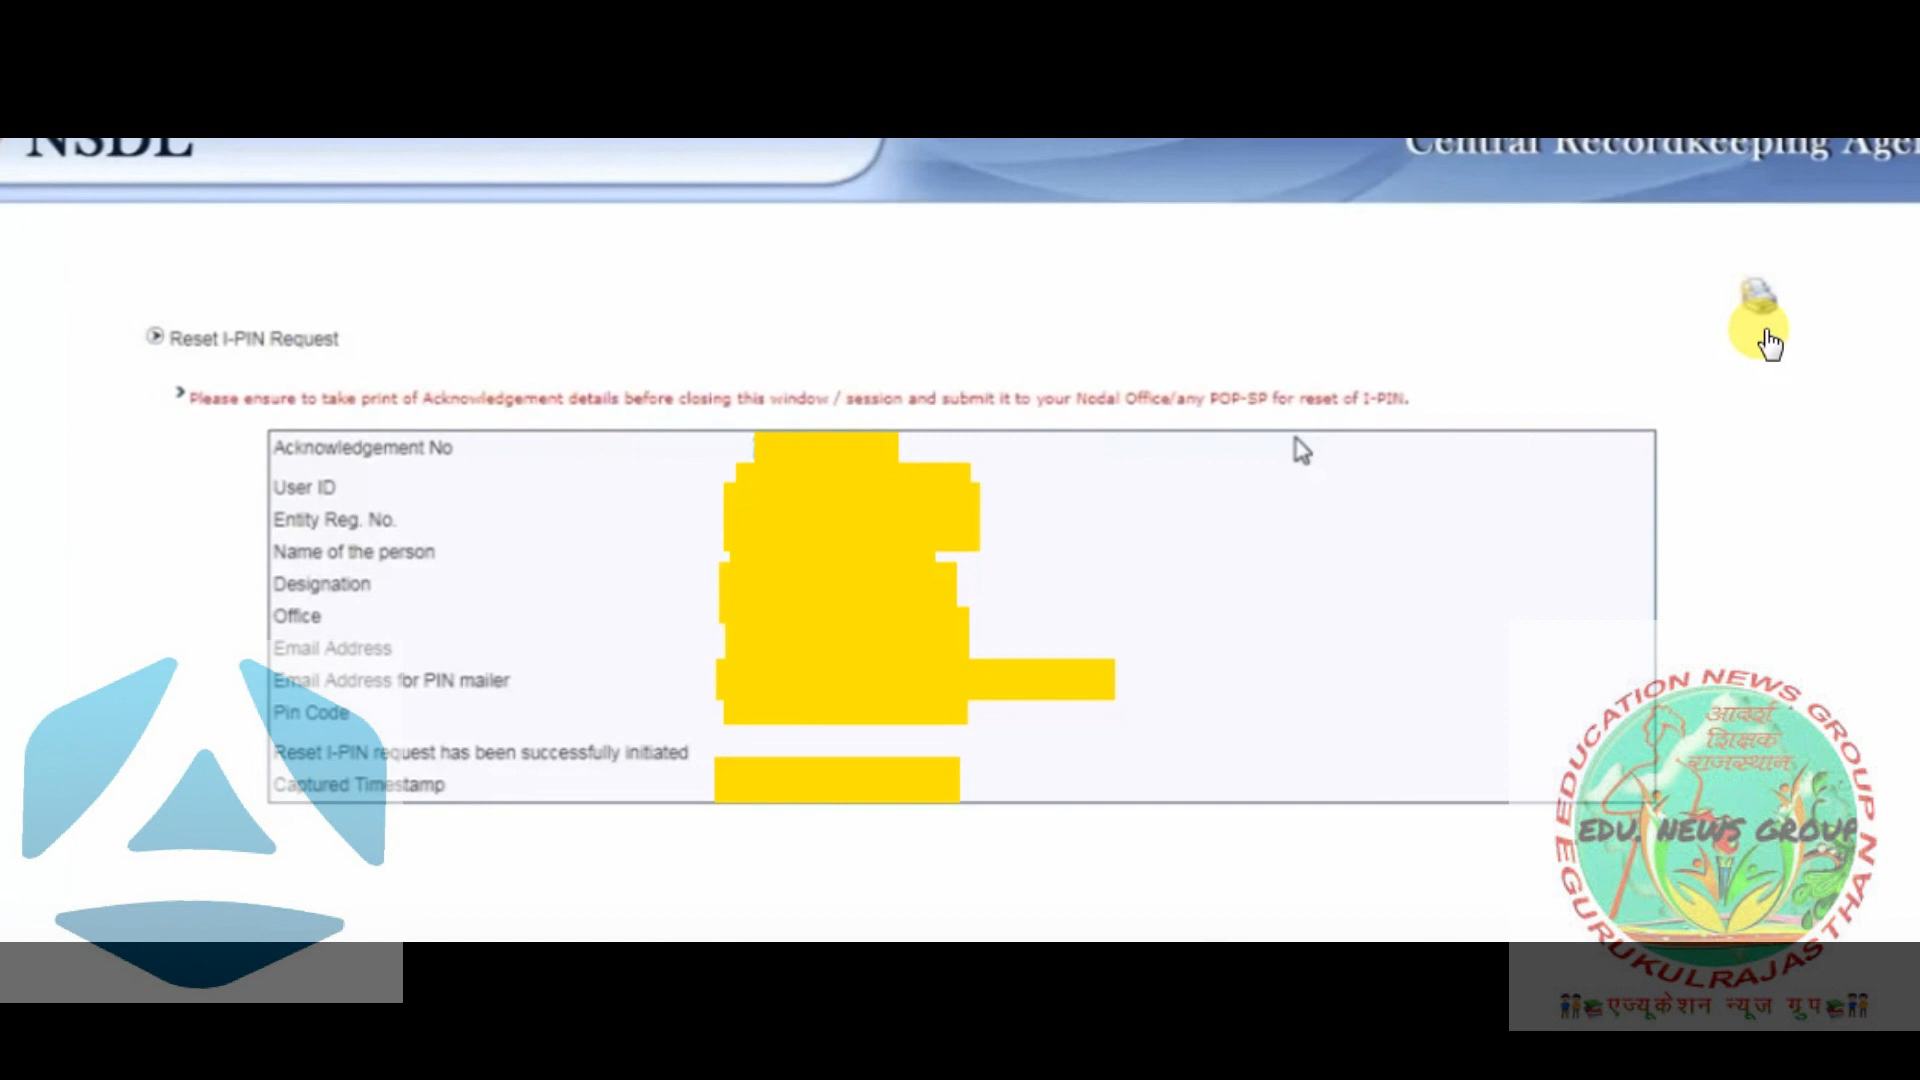 NSDL
Central Recordkeeping Agen
Reset I-PIN Request
Please ensure to take print of Acknowledgement details before closing this window / session and submit it to your Nodal Office/any POP-SP for reset of I-PIN.
Acknowledgement No
User ID
Entity Reg. No.
Name of the person
Designation
Office
Email Address
Email Address for PIN mailer
Pin Code
Reset I-PIN request has been successfully initiated
Captured Timestamp
EDUCATION NEWS GROUP
आदर्श
शिक्षक
राजस्थान
EDU. NEWS GROUP
EGURUKULRAJASTHAN
एज्यूकेशन न्यूज ग्रुप